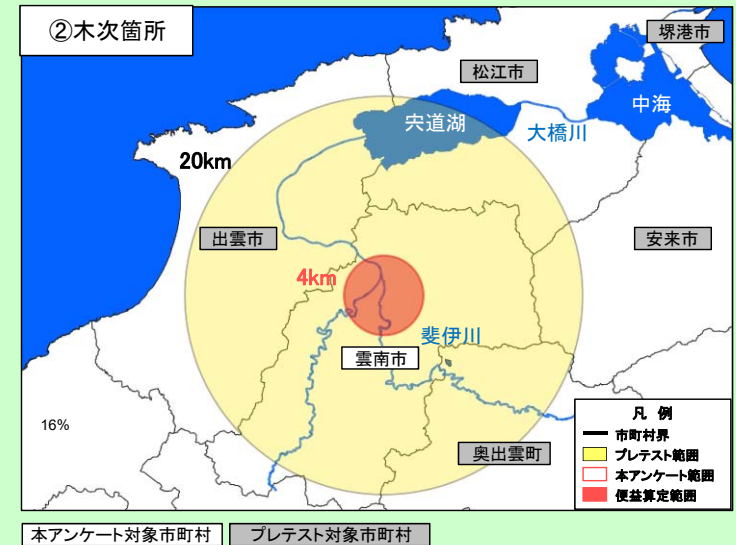 ②木次箇所
堺港市
松江市
中海
宍道湖
大橋川
20km
出雲市
安来市
4km
斐伊川
雲南市
16%
奥出雲町
凡 例
市町村界
プレテスト範囲
本アンケート範囲
便益算定範囲
本アンケート対象市町村
プレテスト対象市町村